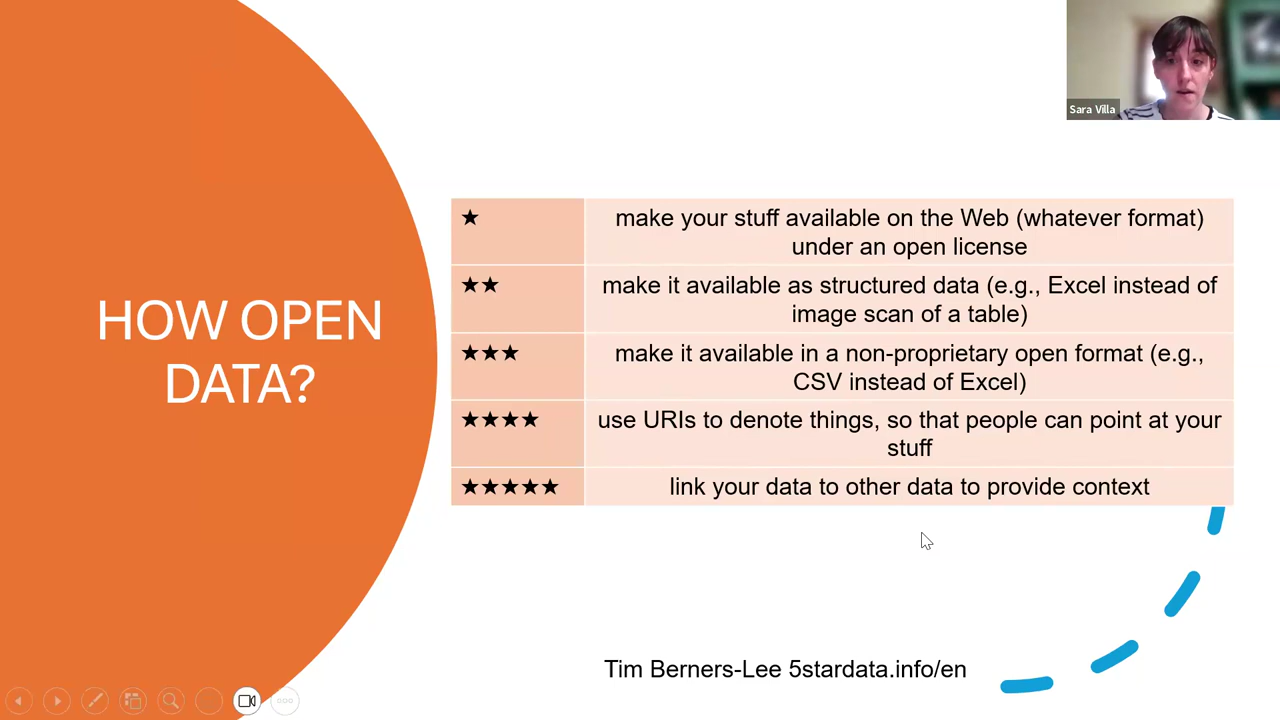 Sara Villa
HOW OPEN
DATA?
★ make your stuff available on the Web (whatever format)
under an open license
★★ make it available as structured data (e.g., Excel instead of
image scan of a table)
★★★ make it available in a non-proprietary open format (e.g.,
CSV instead of Excel)
★★★★ use URIs to denote things, so that people can point at your
stuff
★★★★★ link your data to other data to provide context
Tim Berners-Lee 5stardata.info/en